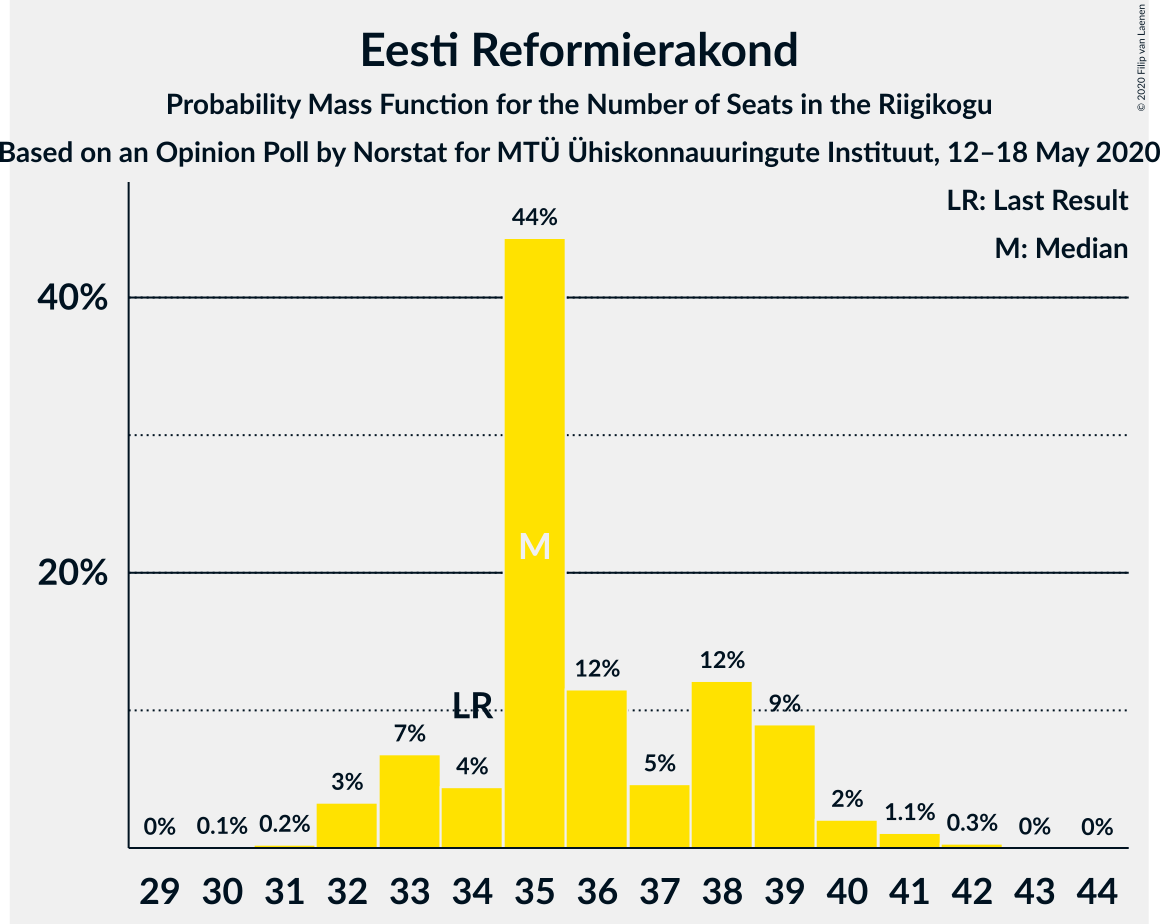 Eesti Reformierakond
Probability Mass Function for the Number of Seats in the Riigikogu
Based on an Opinion Poll by Norstat for MTÜ Ühiskonnauuringute Instituut, 12–18 May 2020
© 2020 Filip van Laenen
LR: Last Result
M: Median
44%
40%
M
20%
12%
12%
LR
9%
7%
4%
5%
3%
2%
1.1%
0% 0.1% 0.2%
0.3% 0% 0%
29 30 31 32 33 34 35 36 37 38 39 40 41 42 43 44